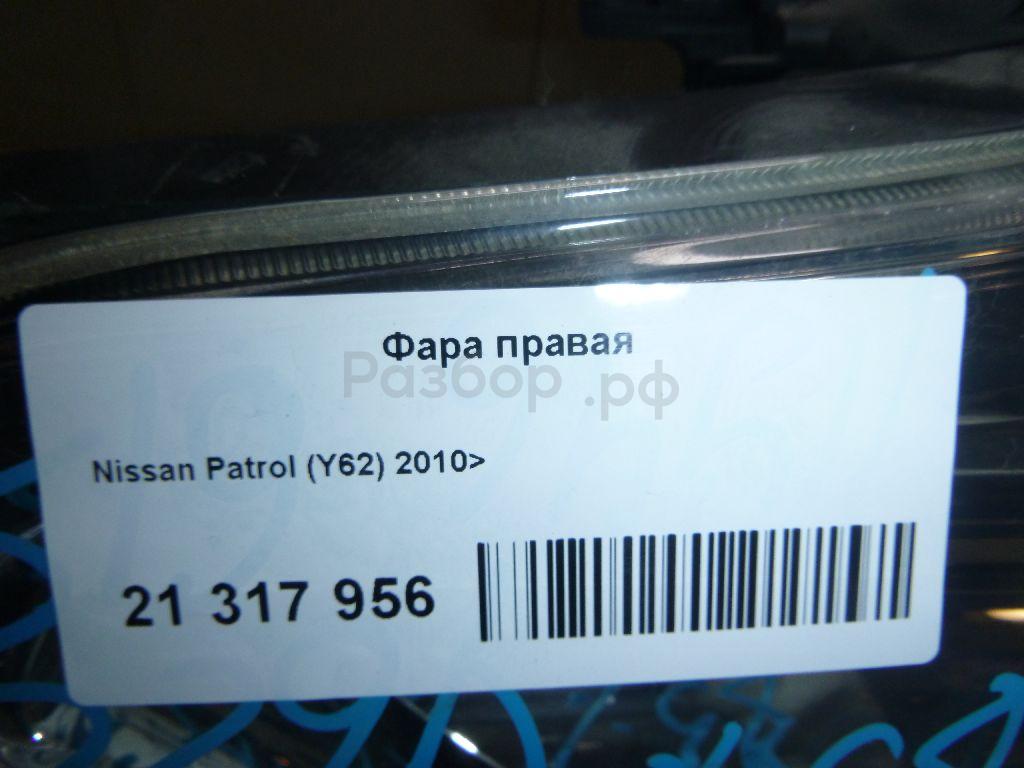 Фара правая
Разбор.рф
Nissan Patrol (Y62) 2010>
21 317 956